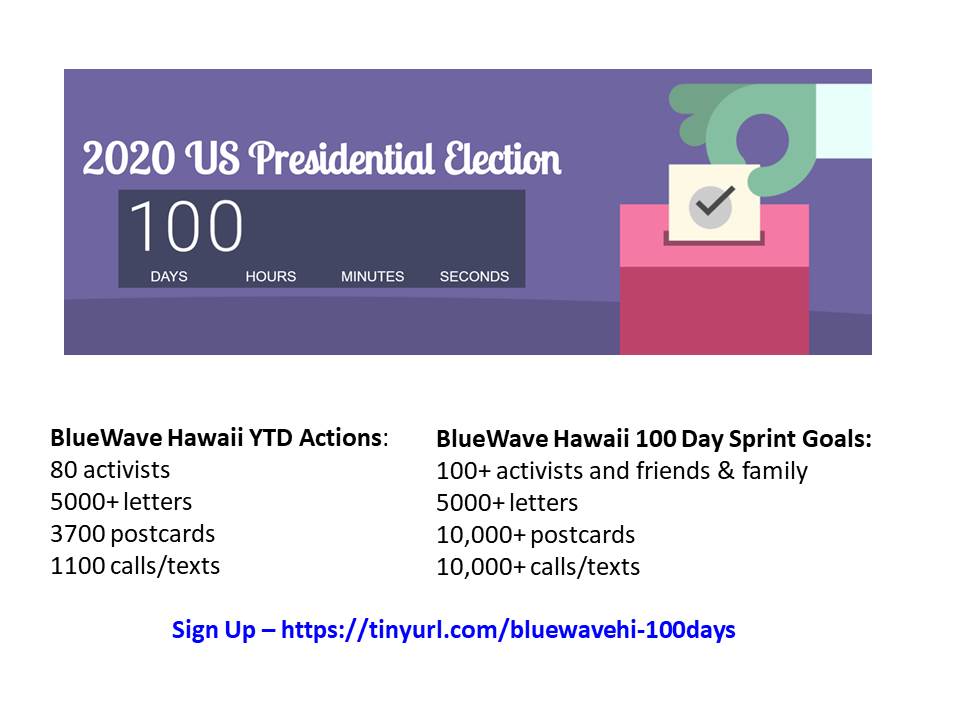 2020 US Presidential Election
100
DAYS HOURS MINUTES SECONDS
BlueWave Hawaii YTD Actions:
80 activists
5000+ letters
3700 postcards
1100 calls/texts
BlueWave Hawaii 100 Day Sprint Goals:
100+ activists and friends & family
5000+ letters
10,000+ postcards
10,000+ calls/texts
Sign Up – https://tinyurl.com/bluewavehi-100days